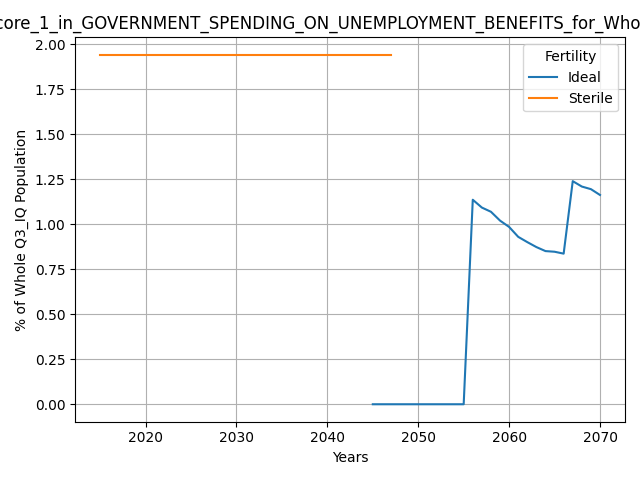 core_1_in_GOVERNMENT_SPENDING_ON_UNEMPLOYMENT_BENEFITS_for_Who
Fertility
Ideal
Sterile
% of Whole Q3_IQ Population
2.00
1.75
1.50
1.25
1.00
0.75
0.50
0.25
0.00
2020 2030 2040 2050 2060 2070
Years